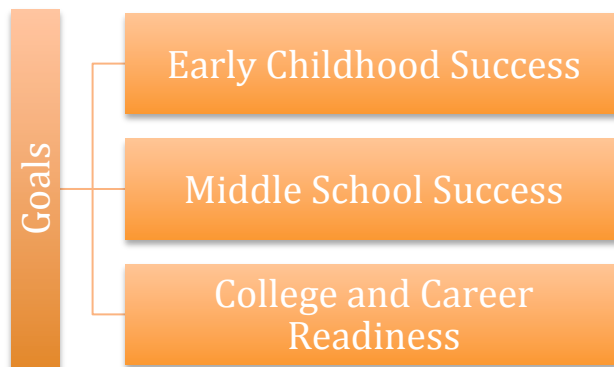 Goals
Early Childhood Success
Middle School Success
College and Career
Readiness